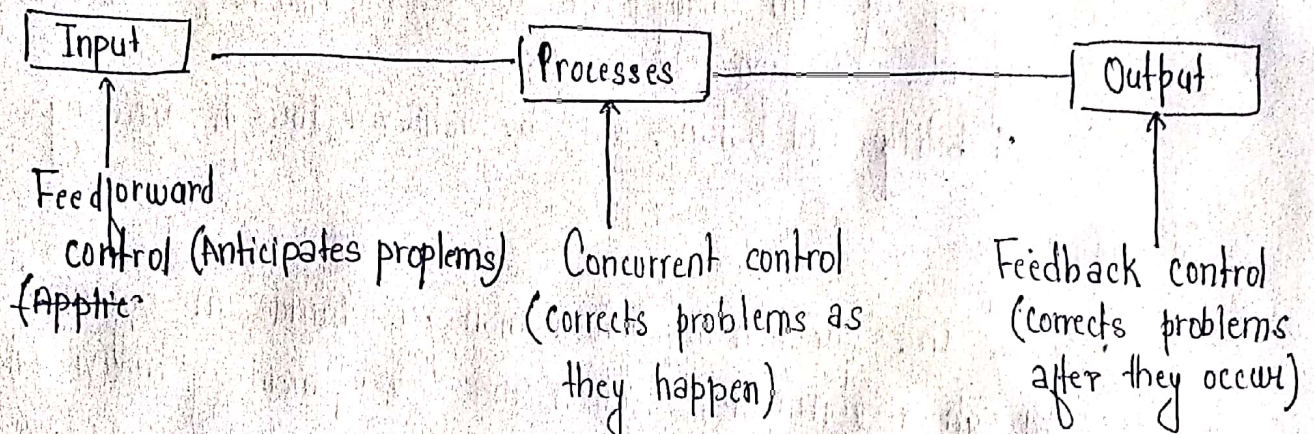 Input
Processes
Output
Feedforward
control (Anticipates proplems)
(Applic
Concurrent control
(corrects problems as
they happen)
Feedback control
(corrects problems
after they occur)